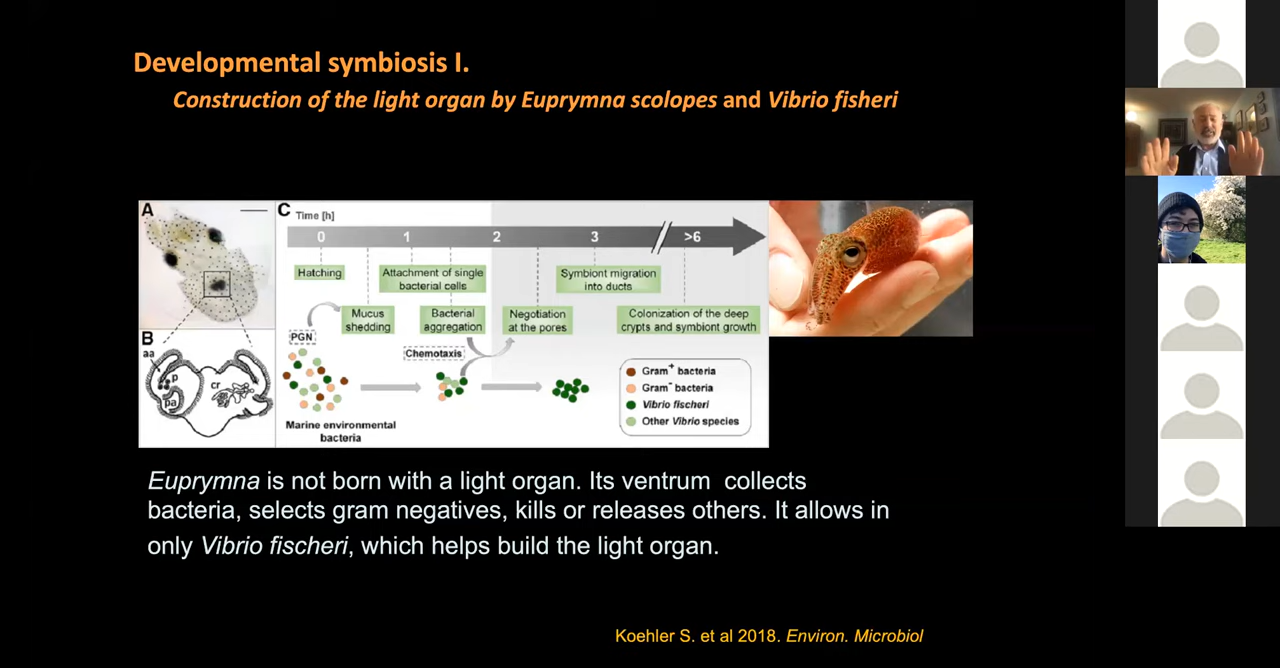 Developmental symbiosis I.
Construction of the light organ by Euprymna scolopes and Vibrio fisheri
A
B
aa
p
pa
cr
C
Time [h]
0
1
2
3
>6
Hatching
Attachment of single
bacterial cells
Symbiont migration
into ducts
Mucus
shedding
Bacterial
aggregation
Negotiation
at the pores
Colonization of the deep
crypts and symbiont growth
PGN
Chemotaxis
Marine environmental
bacteria
Gram+ bacteria
Gram- bacteria
Vibrio fischeri
Other Vibrio species
Euprymna is not born with a light organ. Its ventrum collects
bacteria, selects gram negatives, kills or releases others. It allows in
only Vibrio fischeri, which helps build the light organ.
Koehler S. et al 2018. Environ. Microbiol